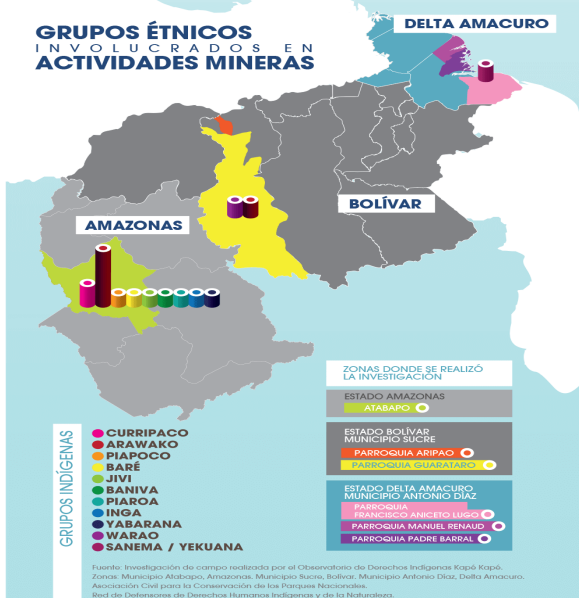 GRUPOS ÉTNICOS
INVOLUCRADOS EN
ACTIVIDADES MINERAS
DELTA AMACURO
BOLÍVAR
AMAZONAS
ZONAS DONDE SE REALIZÓ
LA INVESTIGACIÓN
ESTADO AMAZONAS
ATABAPO
ESTADO BOLÍVAR
MUNICIPIO SUCRE
PARROQUIA ARIPAO
PARROQUIA GUARATARO
ESTADO DELTA AMACURO
MUNICIPIO ANTONIO DÍAZ
PARROQUIA
FRANCISCO ANICETO LUGO
PARROQUIA MANUEL RENAUD
PARROQUIA PADRE BARRAL
GRUPOS INDÍGENAS
CURRIPACO
ARAWAKO
PIAPOCO
BARÉ
JIVI
BANIVA
PIAROA
INGA
YABARANA
WARAO
SANEMA / YEKUANA
Fuente: Investigación de campo realizada por el Observatorio de Derechos Indígenas Kapé Kapé.
Zonas: Municipio Atabapo, Amazonas. Municipio Sucre, Bolívar. Municipio Antonio Díaz, Delta Amacuro.
Asociación Civil para la Conservación de los Parques Nacionales.
Red de Defensores de Derechos Humanos Indígenas y de la Naturaleza.